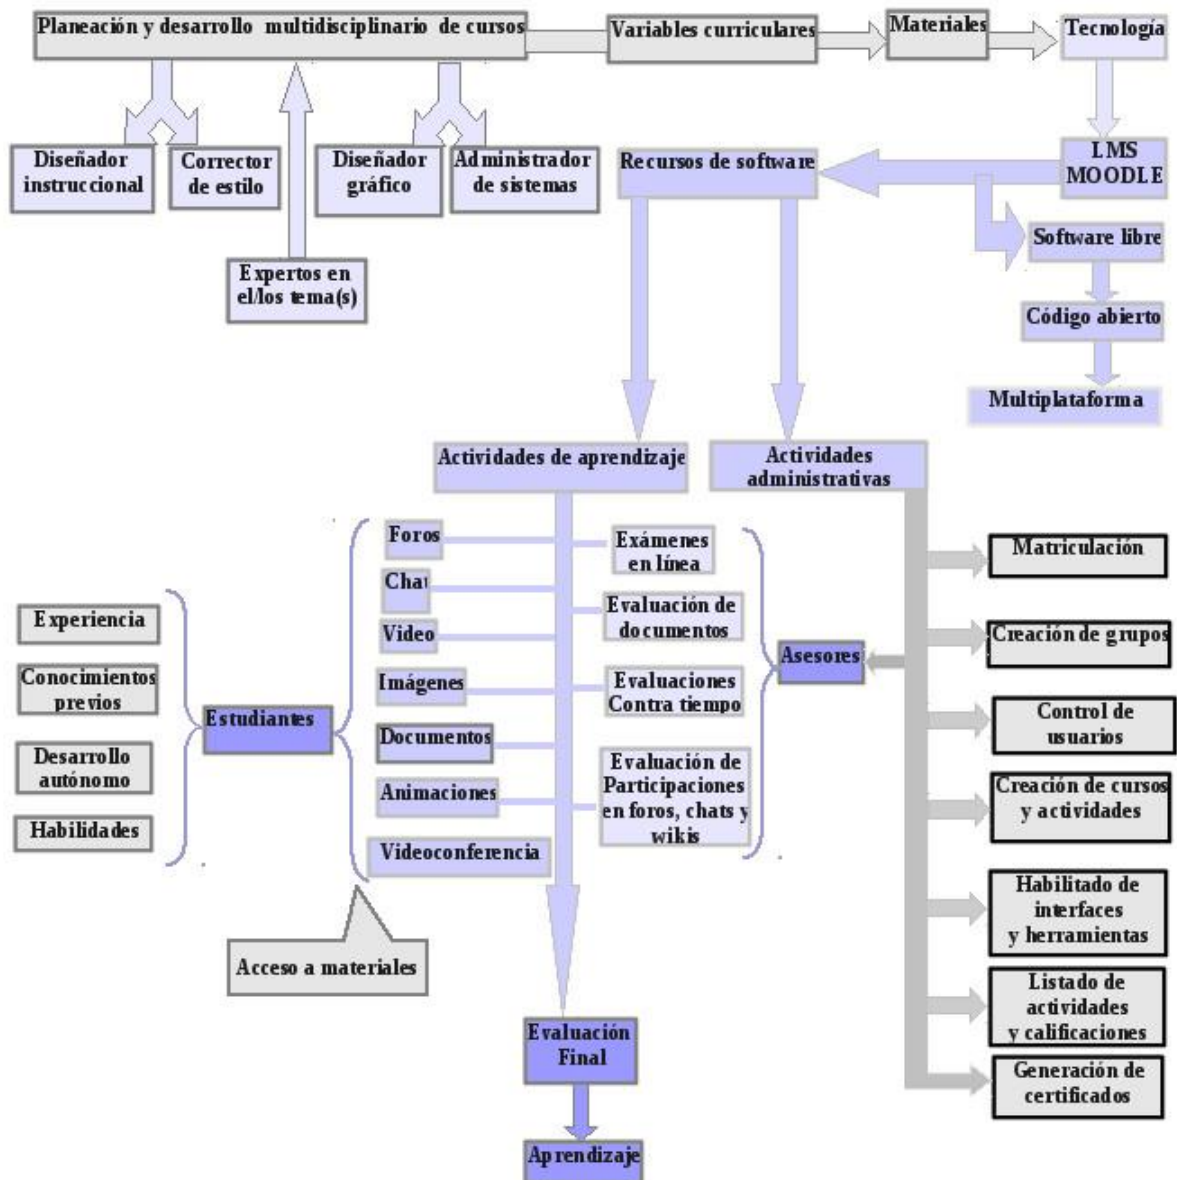 Planeación y desarrollo multidisciplinario de cursos
Variables curriculares
Materiales
Tecnología
Diseñador
instruccional
Corrector
de estilo
Diseñador
gráfico
Administrador
de sistemas
Recursos de software
LMS
MOODLE
Software libre
Expertos en
el/los tema(s)
Código abierto
Multiplataforma
Actividades de aprendizaje
Actividades
administrativas
Foros
Chat
Video
Imágenes
Documentos
Animaciones
Videoconferencia
Exámenes
en línea
Evaluación de
documentos
Evaluaciones
Contra tiempo
Evaluación de
Participaciones
en foros, chats y
wikis
Experiencia
Conocimientos
previos
Desarrollo
autónomo
Habilidades
Estudiantes
Asesores
Matriculación
Creación de grupos
Control de
usuarios
Creación de cursos
y actividades
Habilitado de
interfaces
y herramientas
Listado de
actividades
y calificaciones
Generación de
certificados
Acceso a materiales
Evaluación
Final
Aprendizaje